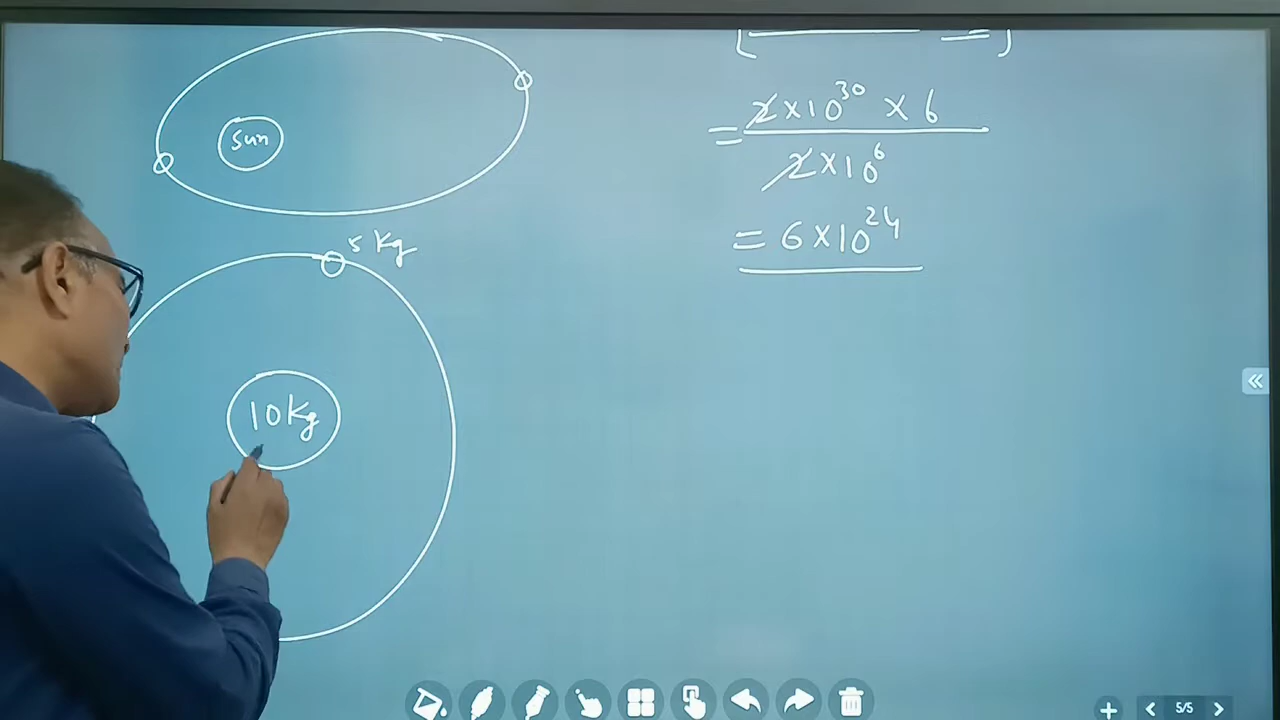 Sun
5 Kg
10 Kg
= 2 × 10^30 × 6
2 × 10^6
= 6 × 10^24
5/5